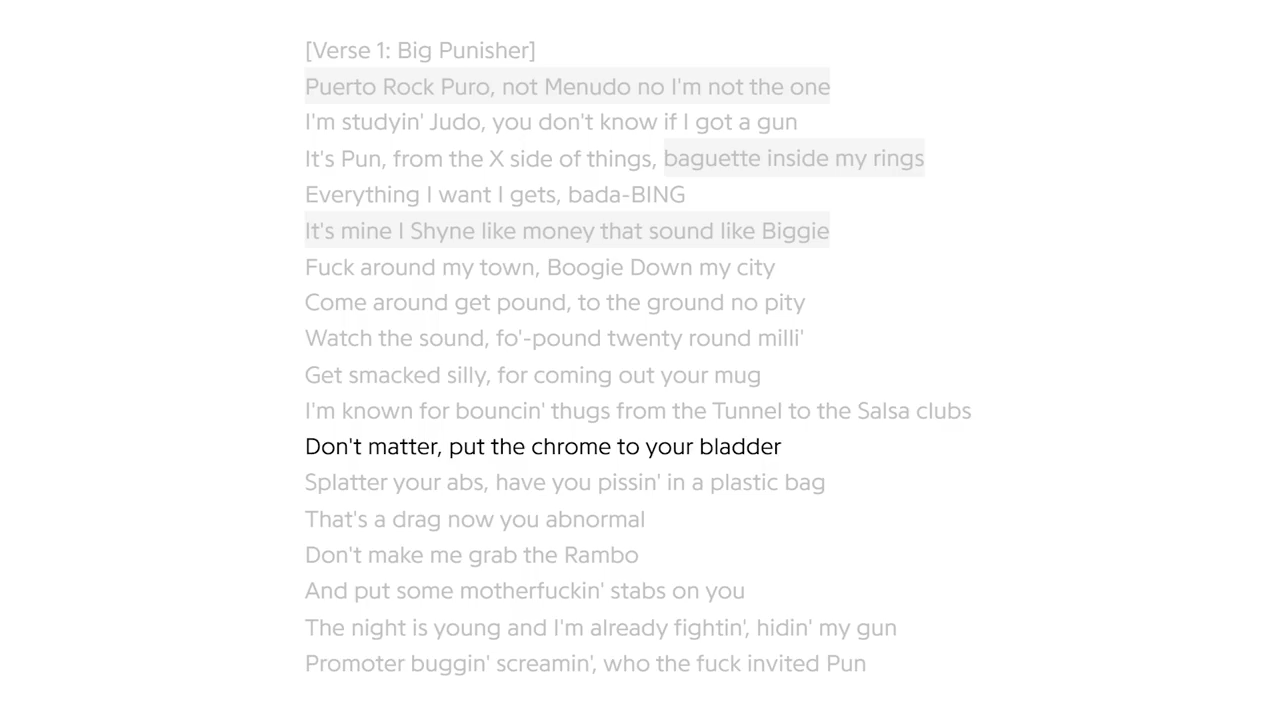 [Verse 1: Big Punisher]
Puerto Rock Puro, not Menudo no I'm not the one
I'm studyin' Judo, you don't know if I got a gun
It's Pun, from the X side of things, baguette inside my rings
Everything I want I gets, bada-BING
It's mine I Shyne like money that sound like Biggie
Fuck around my town, Boogie Down my city
Come around get pound, to the ground no pity
Watch the sound, fo'-pound twenty round milli'
Get smacked silly, for coming out your mug
I'm known for bouncin' thugs from the Tunnel to the Salsa clubs
Don't matter, put the chrome to your bladder
Splatter your abs, have you pissin' in a plastic bag
That's a drag now you abnormal
Don't make me grab the Rambo
And put some motherfuckin' stabs on you
The night is young and I'm already fightin', hidin' my gun
Promoter buggin' screamin', who the fuck invited Pun